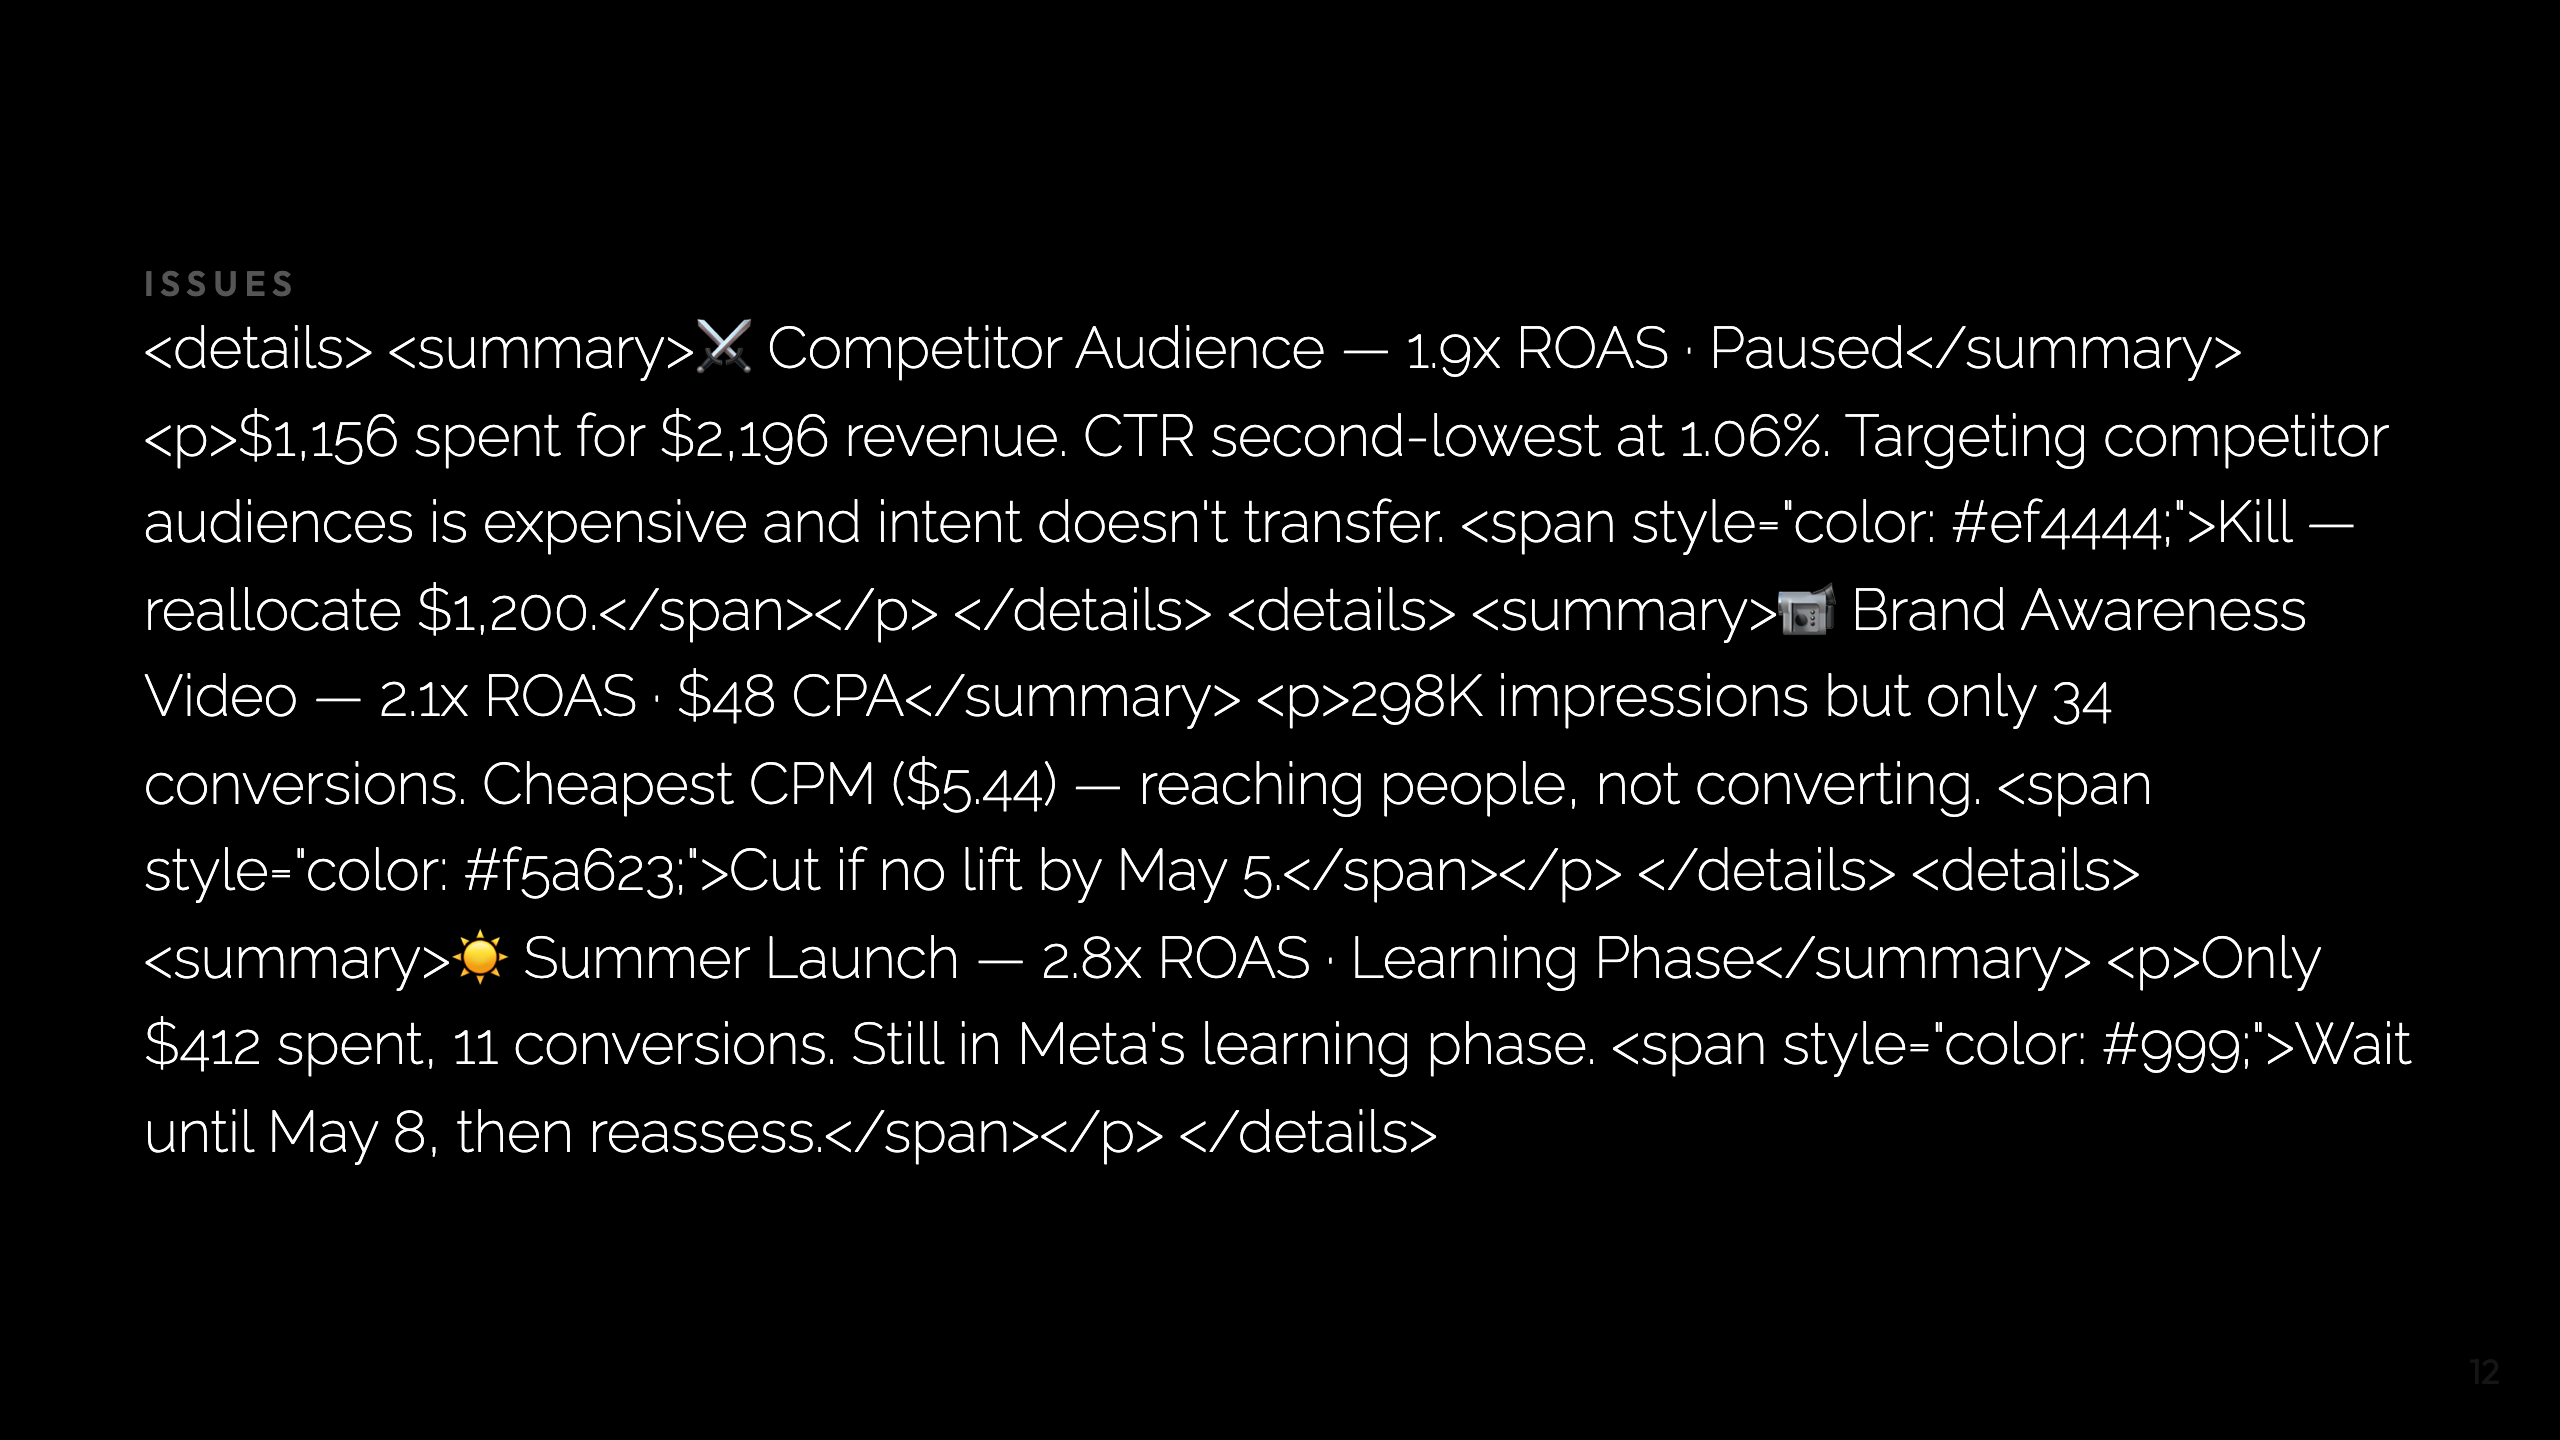 ISSUES
<details> <summary>⚔️ Competitor Audience — 1.9x ROAS · Paused</summary>
<p>$1,156 spent for $2,196 revenue. CTR second-lowest at 1.06%. Targeting competitor
audiences is expensive and intent doesn't transfer. <span style="color: #ef4444;">Kill —
reallocate $1,200.</span></p> </details> <details> <summary>📹 Brand Awareness
Video — 2.1x ROAS · $48 CPA</summary> <p>298K impressions but only 34
conversions. Cheapest CPM ($5.44) — reaching people, not converting. <span
style="color: #f5a623;">Cut if no lift by May 5.</span></p> </details> <details>
<summary>☀️ Summer Launch — 2.8x ROAS · Learning Phase</summary> <p>Only
$412 spent, 11 conversions. Still in Meta's learning phase. <span style="color: #999;">Wait
until May 8, then reassess.</span></p> </details>
12